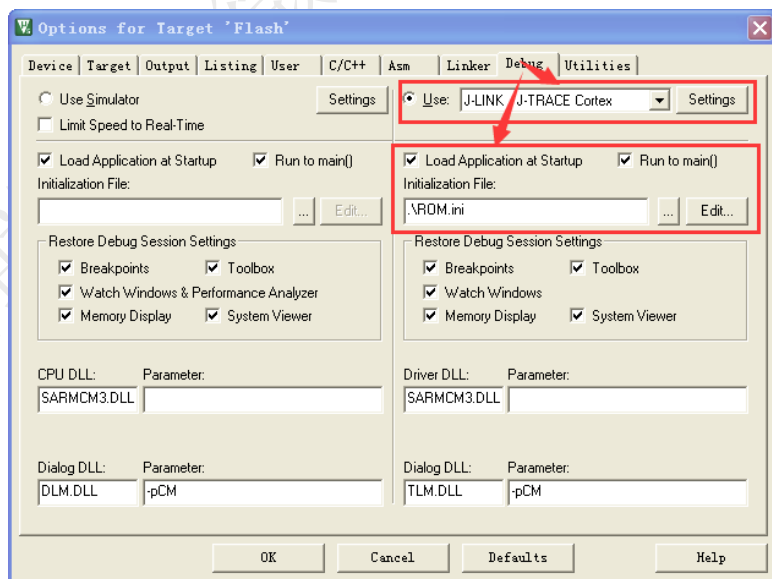 Options for Target 'Flash'
Device Target Output Listing User C/C++ Asm Linker Debug Utilities
Use Simulator Settings Use: J-LINK / J-TRACE Cortex Settings
Limit Speed to Real-Time
Load Application at Startup Run to main() Load Application at Startup Run to main()
Initialization File: Initialization File:
... Edit... .\ROM.ini ... Edit...
Restore Debug Session Settings Restore Debug Session Settings
Breakpoints Toolbox Breakpoints Toolbox
Watch Windows & Performance Analyzer Watch Windows
Memory Display System Viewer Memory Display System Viewer
CPU DLL: Parameter: Driver DLL: Parameter:
SARMCM3.DLL SARMCM3.DLL
Dialog DLL: Parameter: Dialog DLL: Parameter:
DLM.DLL -pCM TLM.DLL -pCM
OK Cancel Defaults Help